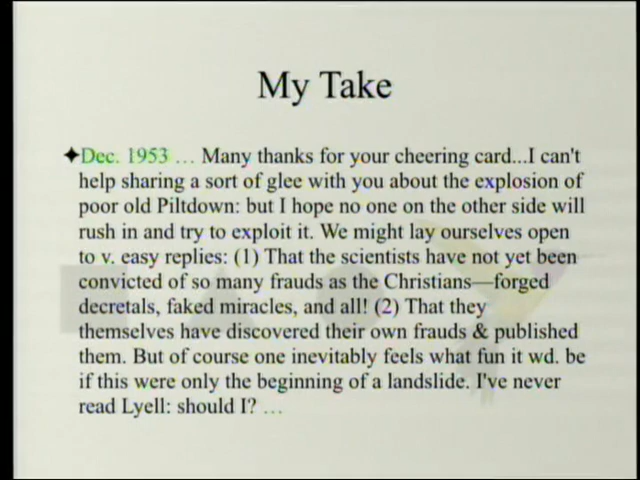 My Take
✦Dec. 1953 … Many thanks for your cheering card...I can't
help sharing a sort of glee with you about the explosion of
poor old Piltdown: but I hope no one on the other side will
rush in and try to exploit it. We might lay ourselves open
to v. easy replies: (1) That the scientists have not yet been
convicted of so many frauds as the Christians—forged
decretals, faked miracles, and all! (2) That they
themselves have discovered their own frauds & published
them. But of course one inevitably feels what fun it wd. be
if this were only the beginning of a landslide. I've never
read Lyell: should I? …